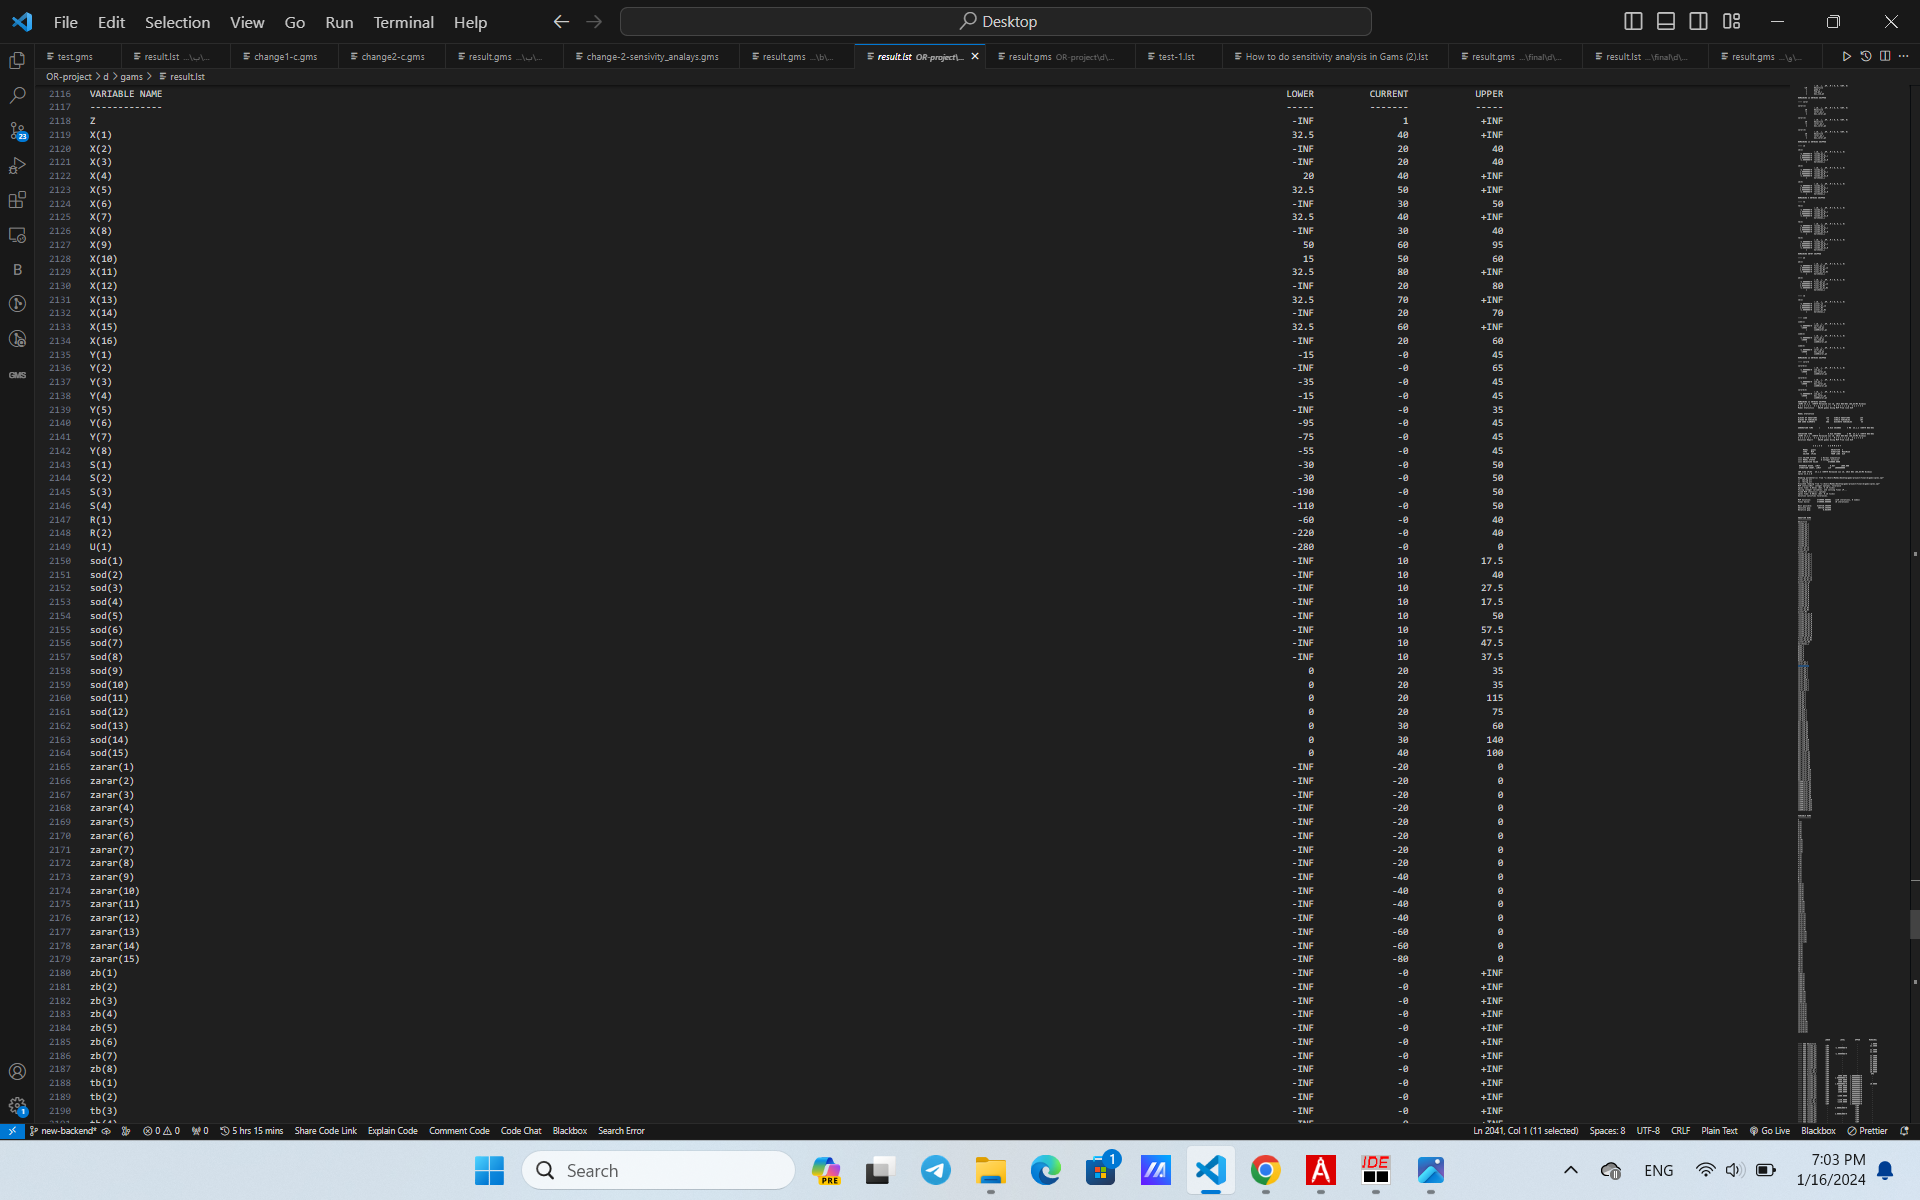 File Edit Selection View Go Run Terminal Help Desktop
test.gms result.lst ...\ب\... change1-c.gms change2-c.gms result.gms ...\ب\... change-2-sensivity_analays.gms result.gms ...\b\... result.lst OR-project\... result.gms OR-project\d\... test-1.lst How to do sensitivity analysis in Gams (2).lst result.gms ...\final\d\... result.lst ...\final\d\... result.gms
OR-project > d > gams > result.lst
2116 VARIABLE NAME LOWER CURRENT UPPER
2117 ------------- ----- ------- -----
2118 Z -INF 1 +INF
2119 X(1) 32.5 40 +INF
2120 X(2) -INF 20 40
2121 X(3) -INF 20 40
2122 X(4) 20 40 +INF
2123 X(5) 32.5 50 +INF
2124 X(6) -INF 30 50
2125 X(7) 32.5 40 +INF
2126 X(8) -INF 30 40
2127 X(9) 50 60 95
2128 X(10) 15 50 60
2129 X(11) 32.5 80 +INF
2130 X(12) -INF 20 80
2131 X(13) 32.5 70 +INF
2132 X(14) -INF 20 70
2133 X(15) 32.5 60 +INF
2134 X(16) -INF 20 60
2135 Y(1) -15 -0 45
2136 Y(2) -INF -0 65
2137 Y(3) -35 -0 45
2138 Y(4) -15 -0 45
2139 Y(5) -INF -0 35
2140 Y(6) -95 -0 45
2141 Y(7) -75 -0 45
2142 Y(8) -55 -0 45
2143 S(1) -30 -0 50
2144 S(2) -30 -0 50
2145 S(3) -190 -0 50
2146 S(4) -110 -0 50
2147 R(1) -60 -0 40
2148 R(2) -220 -0 40
2149 U(1) -280 -0 0
2150 sod(1) -INF 10 17.5
2151 sod(2) -INF 10 40
2152 sod(3) -INF 10 27.5
2153 sod(4) -INF 10 17.5
2154 sod(5) -INF 10 50
2155 sod(6) -INF 10 57.5
2156 sod(7) -INF 10 47.5
2157 sod(8) -INF 10 37.5
2158 sod(9) 0 20 35
2159 sod(10) 0 20 35
2160 sod(11) 0 20 115
2161 sod(12) 0 20 75
2162 sod(13) 0 30 60
2163 sod(14) 0 30 140
2164 sod(15) 0 40 100
2165 zarar(1) -INF -20 0
2166 zarar(2) -INF -20 0
2167 zarar(3) -INF -20 0
2168 zarar(4) -INF -20 0
2169 zarar(5) -INF -20 0
2170 zarar(6) -INF -20 0
2171 zarar(7) -INF -20 0
2172 zarar(8) -INF -20 0
2173 zarar(9) -INF -40 0
2174 zarar(10) -INF -40 0
2175 zarar(11) -INF -40 0
2176 zarar(12) -INF -40 0
2177 zarar(13) -INF -60 0
2178 zarar(14) -INF -60 0
2179 zarar(15) -INF -80 0
2180 zb(1) -INF -0 +INF
2181 zb(2) -INF -0 +INF
2182 zb(3) -INF -0 +INF
2183 zb(4) -INF -0 +INF
2184 zb(5) -INF -0 +INF
2185 zb(6) -INF -0 +INF
2186 zb(7) -INF -0 +INF
2187 zb(8) -INF -0 +INF
2188 tb(1) -INF -0 +INF
2189 tb(2) -INF -0 +INF
2190 tb(3) -INF -0 +INF
23
B
GMS
1
new-backend* 0 0 0 5 hrs 15 mins Share Code Link Explain Code Comment Code Code Chat Blackbox Search Error Ln 2041, Col 1 (11 selected) Spaces: 8 UTF-8 CRLF Plain Text Go Live Blackbox Prettier
Search PRE 1 IDE ENG 7:03 PM
1/16/2024